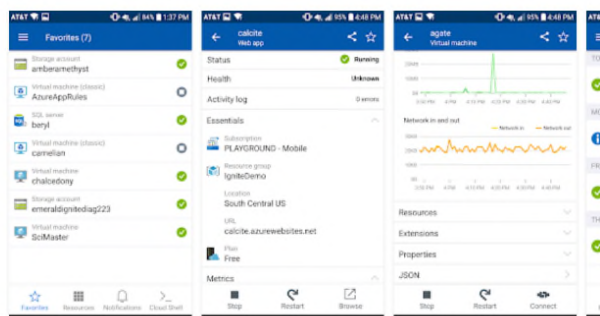 AT&T 84% 1:37 PM
Favorites (7)
Storage account
amberamethyst
Virtual machine (classic)
AzureAppRules
SQL server
beryl
Virtual machine (classic)
carnelian
Virtual machine
chalcedony
Storage account
emeraldignitediag223
Virtual machine
SciMaster
Favorites Resources Notifications Cloud Shell
AT&T 95% 4:48 PM
calcite
Web app
Status Running
Health Unknown
Activity log 0 errors
Essentials
Subscription
PLAYGROUND - Mobile
Resource group
IgniteDemo
Location
South Central US
URL
calcite.azurewebsites.net
Plan
Free
Metrics
Stop Restart Browse
AT&T 95% 4:48 PM
agate
Virtual machine
Network in and out
Network in Network out
Resources
Extensions
Properties
JSON
Stop Restart Connect